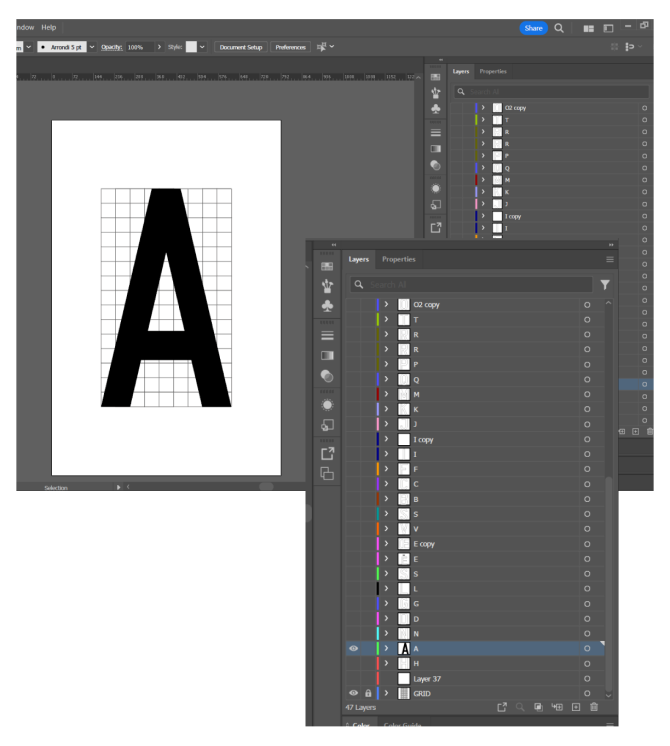 ndow Help
Share
Arrondi 5 pt
Opacity: 100%
Style:
Document Setup
Preferences
Layers Properties
Search All
O2 copy
T
R
R
P
Q
M
K
J
I copy
I
A
Selection
Layers Properties
Search All
O2 copy
T
R
R
P
Q
M
K
J
I copy
I
F
C
B
S
V
E copy
E
S
L
G
D
N
A
H
Layer 37
GRID
47 Layers
Color Color Guide